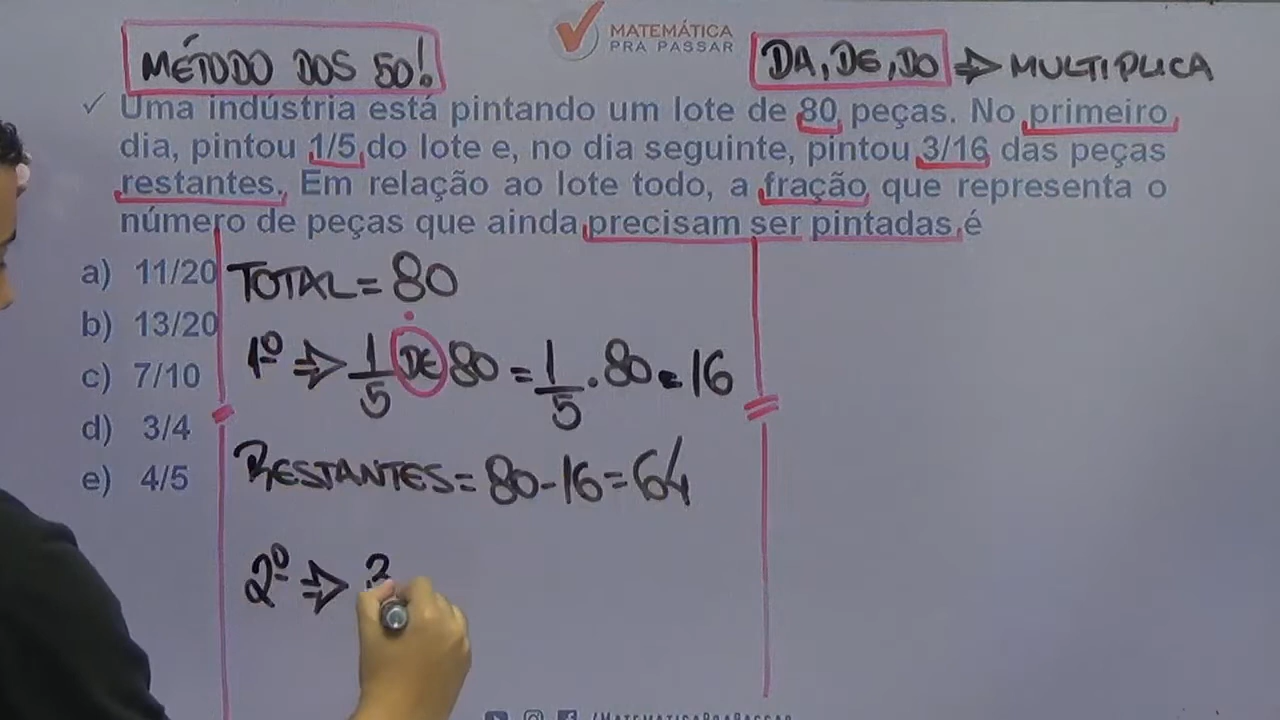 MATEMÁTICA
PRA PASSAR
MÉTODO DOS 50!
DA, DE, DO ⇒ MULTIPLICA
✓ Uma indústria está pintando um lote de 80 peças. No primeiro
dia, pintou 1/5 do lote e, no dia seguinte, pintou 3/16 das peças
restantes. Em relação ao lote todo, a fração que representa o
número de peças que ainda precisam ser pintadas é
a) 11/20
b) 13/20
c) 7/10
d) 3/4
e) 4/5
TOTAL = 80
1º ⇒ 1/5 DE 80 = 1/5 . 80 = 16
RESTANTES = 80 - 16 = 64
2º ⇒ 3
/MATEMATICAPRAPASSAR